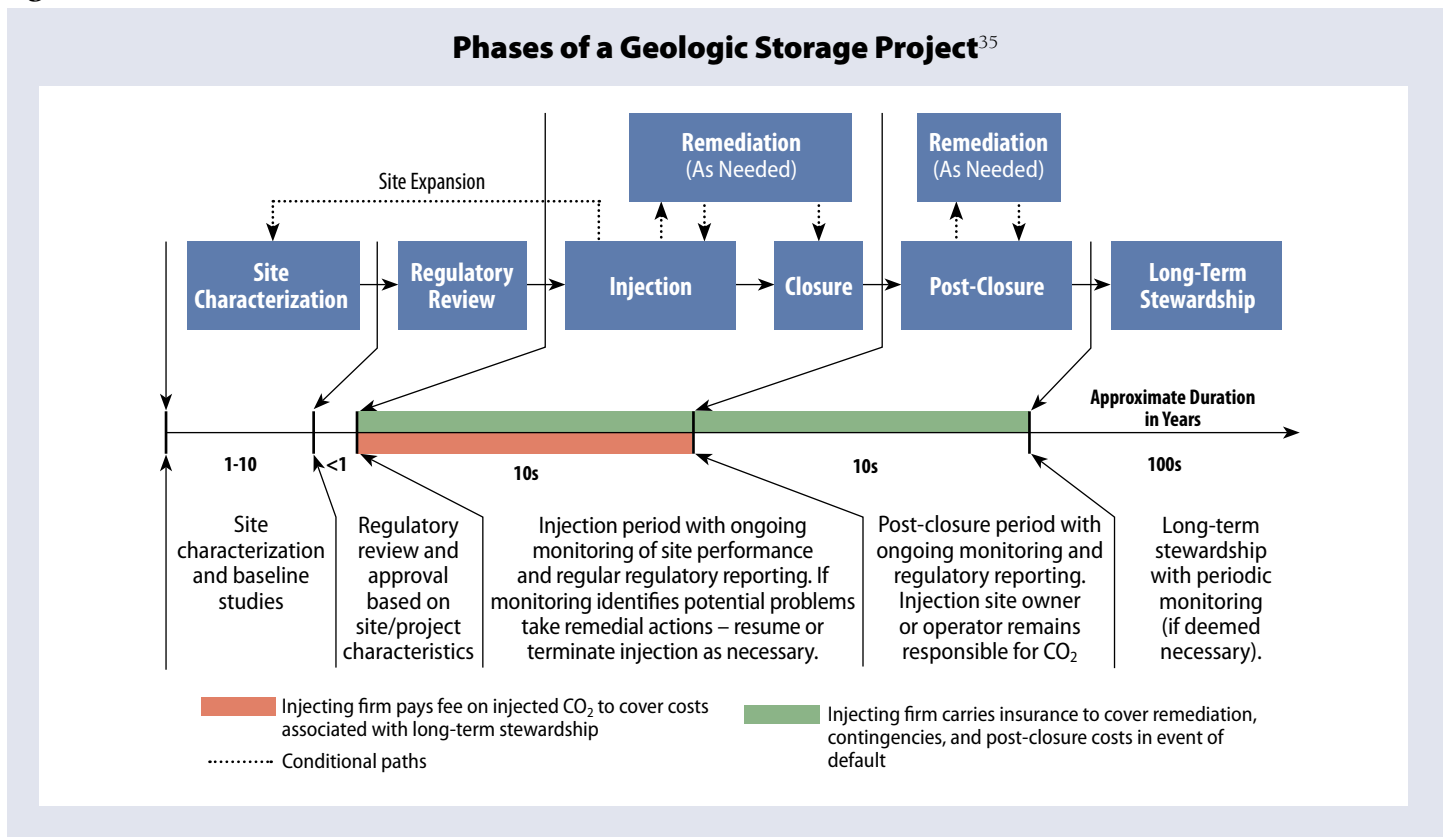 Phases of a Geologic Storage Project35
Remediation
(As Needed)
Remediation
(As Needed)
Site Expansion
Site
Characterization
Regulatory
Review
Injection
Closure
Post-Closure
Long-Term
Stewardship
Approximate Duration
in Years
1-10
<1
10s
10s
100s
Site
characterization
and baseline
studies
Regulatory
review and
approval
based on
site/project
characteristics
Injection period with ongoing
monitoring of site performance
and regular regulatory reporting. If
monitoring identifies potential problems
take remedial actions – resume or
terminate injection as necessary.
Post-closure period with
ongoing monitoring and
regulatory reporting.
Injection site owner
or operator remains
responsible for CO2
Long-term
stewardship
with periodic
monitoring
(if deemed
necessary).
Injecting firm pays fee on injected CO2 to cover costs
associated with long-term stewardship
Conditional paths
Injecting firm carries insurance to cover remediation,
contingencies, and post-closure costs in event of
default